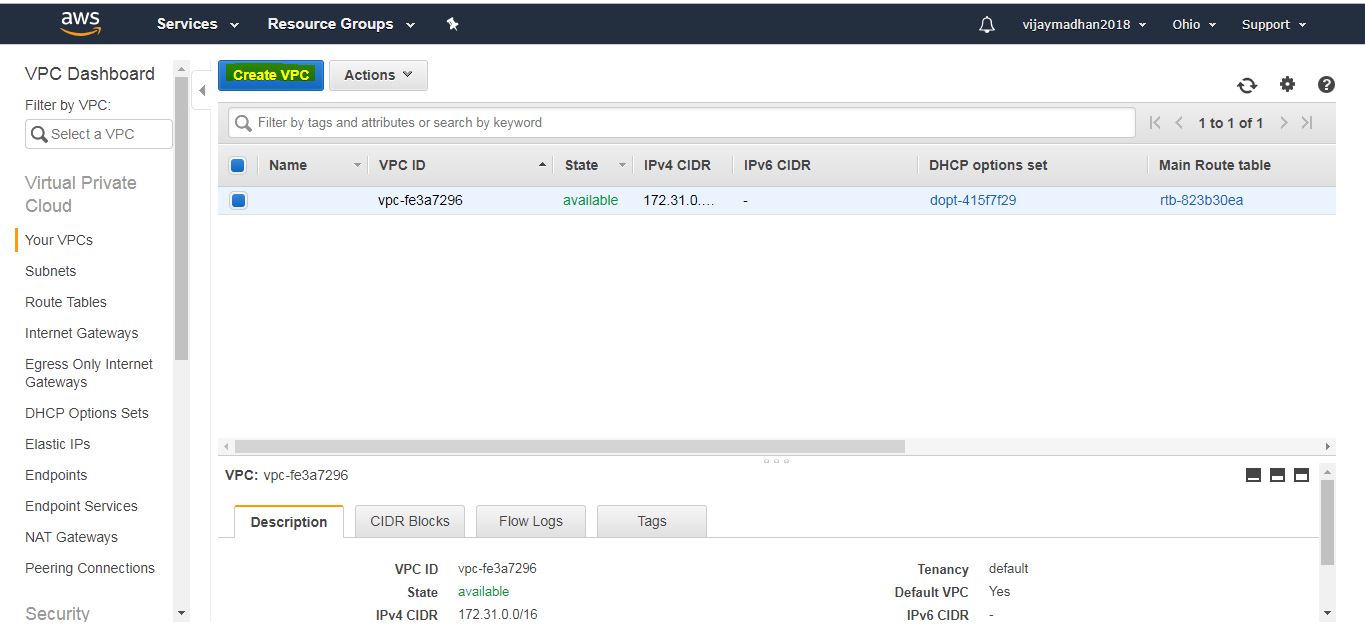 aws Services Resource Groups vijaymadhan2018 Ohio Support
VPC Dashboard
Filter by VPC:
Select a VPC
Virtual Private
Cloud
Your VPCs
Subnets
Route Tables
Internet Gateways
Egress Only Internet
Gateways
DHCP Options Sets
Elastic IPs
Endpoints
Endpoint Services
NAT Gateways
Peering Connections
Security
Create VPC Actions
Filter by tags and attributes or search by keyword
1 to 1 of 1
Name VPC ID State IPv4 CIDR IPv6 CIDR DHCP options set Main Route table
vpc-fe3a7296 available 172.31.0.... - dopt-415f7f29 rtb-823b30ea
VPC: vpc-fe3a7296
Description CIDR Blocks Flow Logs Tags
VPC ID vpc-fe3a7296 Tenancy default
State available Default VPC Yes
IPv4 CIDR 172.31.0.0/16 IPv6 CIDR -